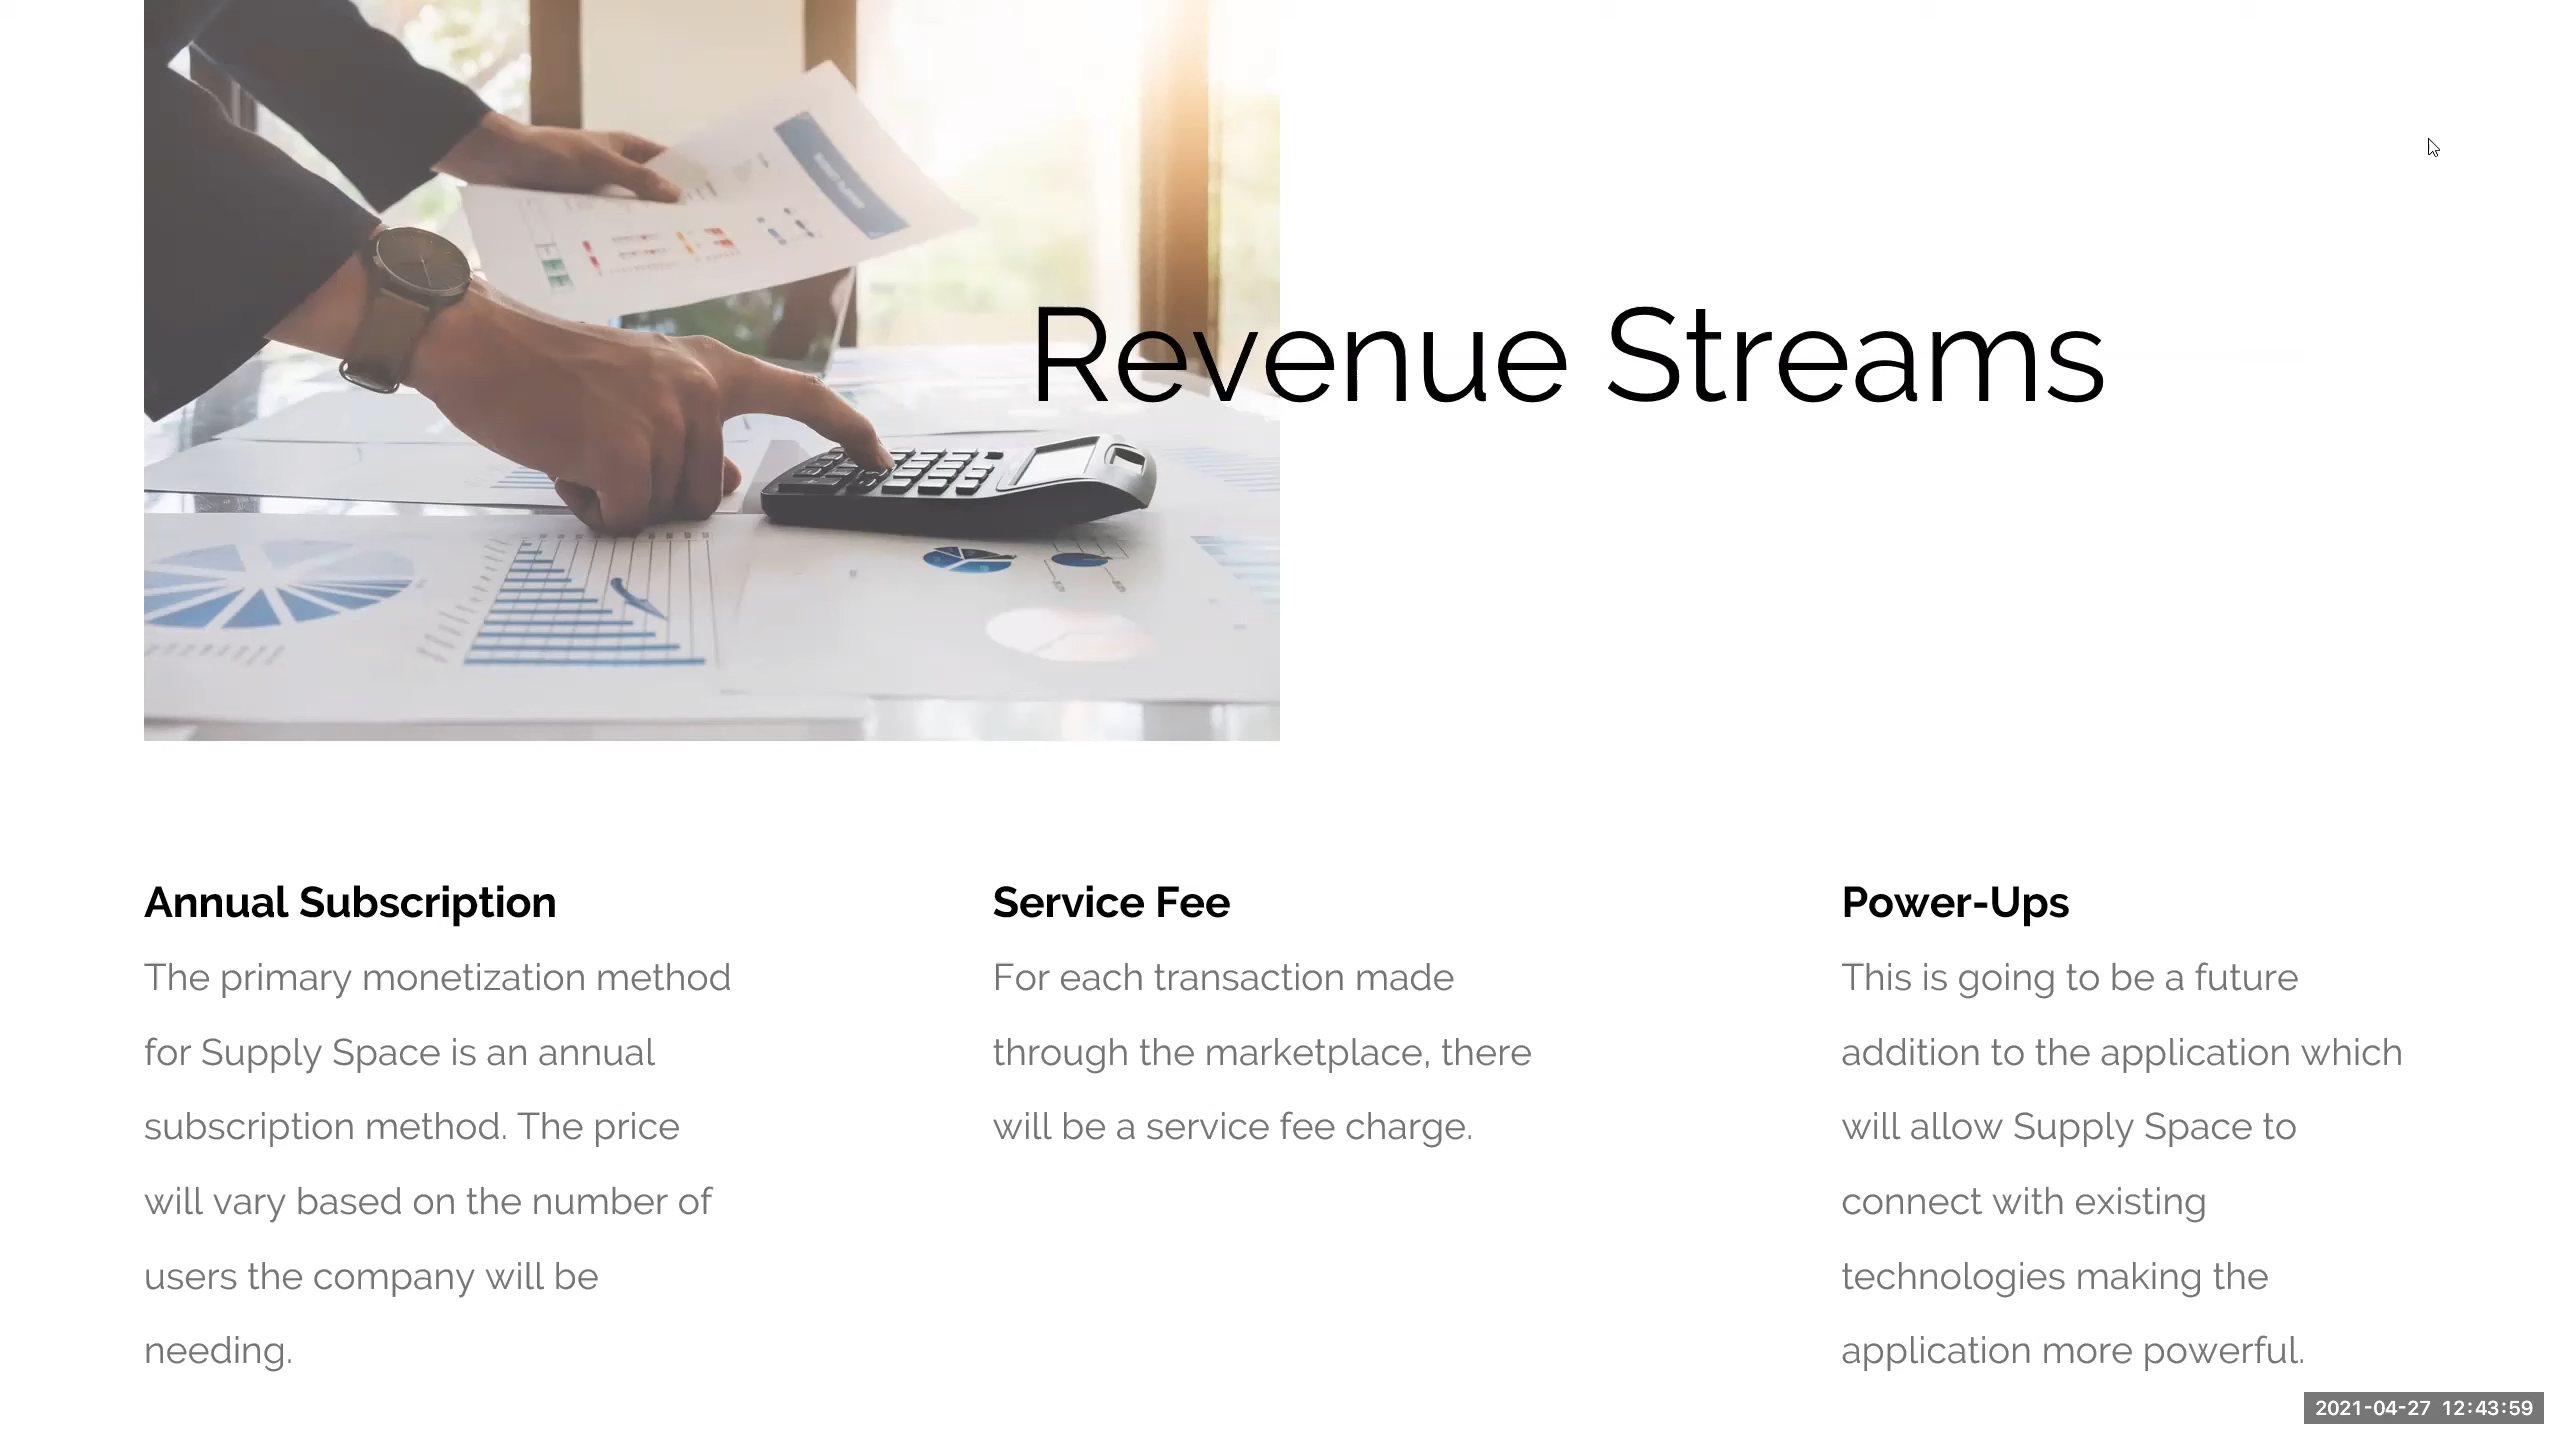 Revenue Streams
Annual Subscription
The primary monetization method
for Supply Space is an annual
subscription method. The price
will vary based on the number of
users the company will be
needing.
Service Fee
For each transaction made
through the marketplace, there
will be a service fee charge.
Power-Ups
This is going to be a future
addition to the application which
will allow Supply Space to
connect with existing
technologies making the
application more powerful.
2021-04-27 12:43:59